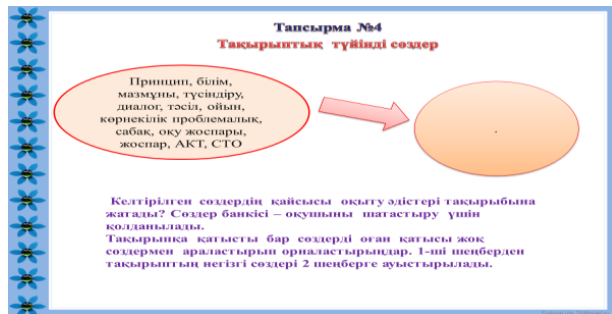 Тапсырма №4
Тақырыптық түйінді сөздер
Принцип, білім,
мазмұны, түсіндіру,
диалог, тәсіл, ойын,
көрнекілік проблемалық,
сабақ, оқу жоспары,
жоспар, АКТ, СТО
.
Келтірілген сөздердің қайсысы оқыту әдістері тақырыбына
жатады? Сөздер банкісі – оқушыны шатастыру үшін
қолданылады.
Тақырыпқа қатысты бар сөздерді оған қатысы жоқ
сөздермен араластырып орналастырыңдар. 1-ші шеңберден
тақырыптың негізгі сөздері 2 шеңберге ауыстырылады.